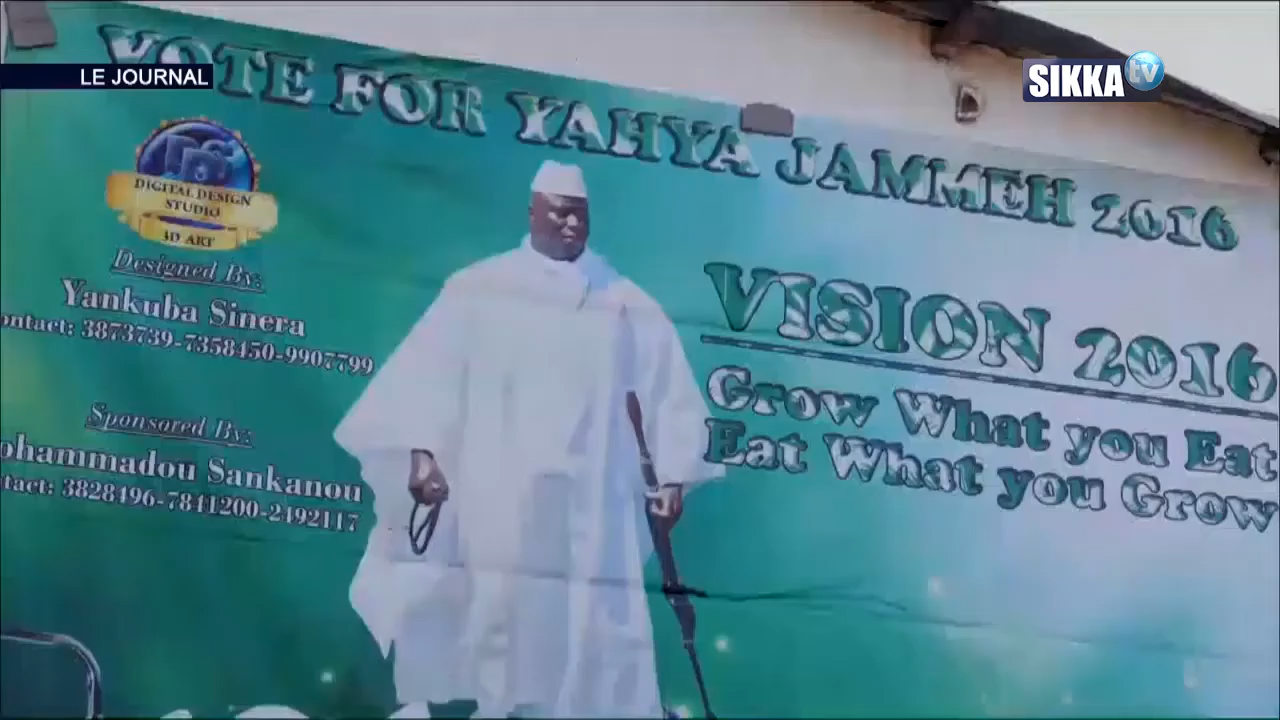 LE JOURNAL
SIKKA tv
VOTE FOR YAHYA JAMMEH 2016
DIGITAL DESIGN
STUDIO
3D ART
Designed By:
Yankuba Sinera
ontact: 3873739-7358450-9907799
Sponsored By:
ohammadou Sankanou
tact: 3828496-7841200-2492117
VISION 2016
Grow What you Eat
Eat What you Grow